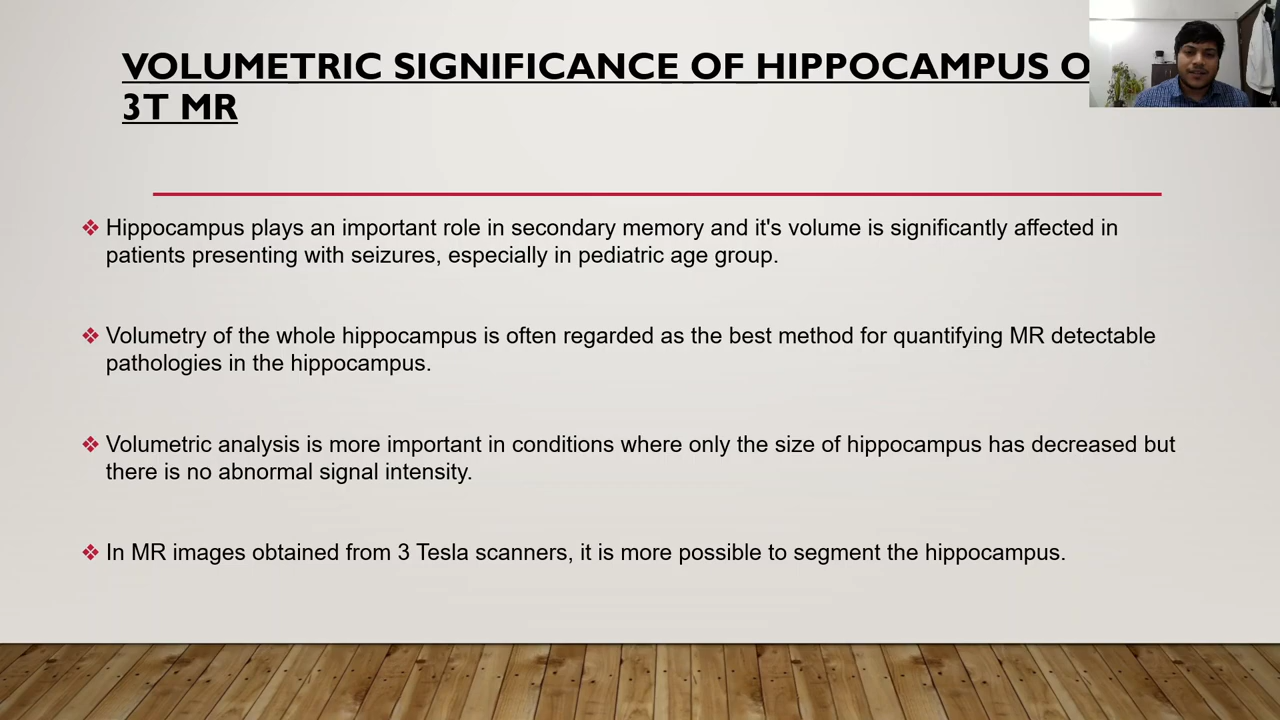 VOLUMETRIC SIGNIFICANCE OF HIPPOCAMPUS
3T MR
❖ Hippocampus plays an important role in secondary memory and it's volume is significantly affected in
patients presenting with seizures, especially in pediatric age group.
❖ Volumetry of the whole hippocampus is often regarded as the best method for quantifying MR detectable
pathologies in the hippocampus.
❖ Volumetric analysis is more important in conditions where only the size of hippocampus has decreased but
there is no abnormal signal intensity.
❖ In MR images obtained from 3 Tesla scanners, it is more possible to segment the hippocampus.